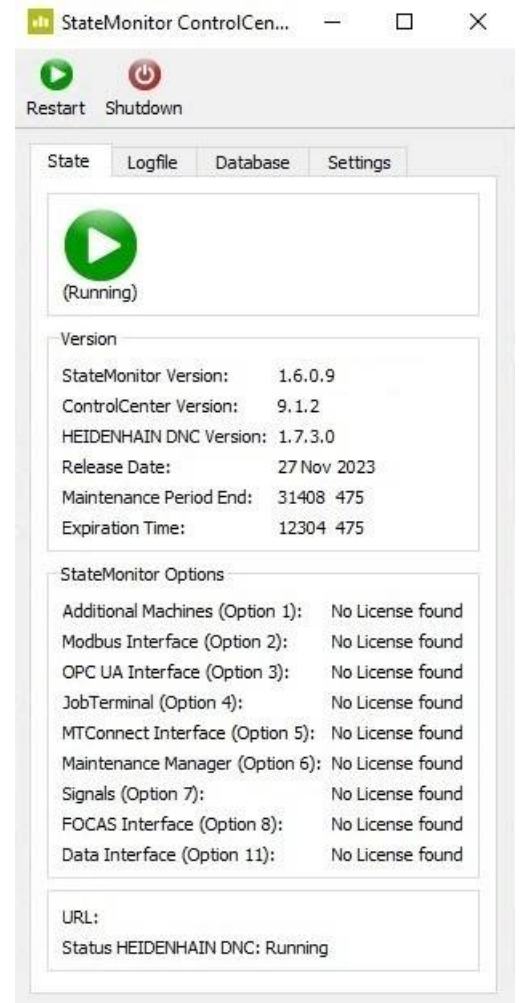 StateMonitor ControlCen...
Restart Shutdown
State Logfile Database Settings
(Running)
Version
StateMonitor Version: 1.6.0.9
ControlCenter Version: 9.1.2
HEIDENHAIN DNC Version: 1.7.3.0
Release Date: 27 Nov 2023
Maintenance Period End: 31408 475
Expiration Time: 12304 475
StateMonitor Options
Additional Machines (Option 1): No License found
Modbus Interface (Option 2): No License found
OPC UA Interface (Option 3): No License found
JobTerminal (Option 4): No License found
MTConnect Interface (Option 5): No License found
Maintenance Manager (Option 6): No License found
Signals (Option 7): No License found
FOCAS Interface (Option 8): No License found
Data Interface (Option 11): No License found
URL:
Status HEIDENHAIN DNC: Running